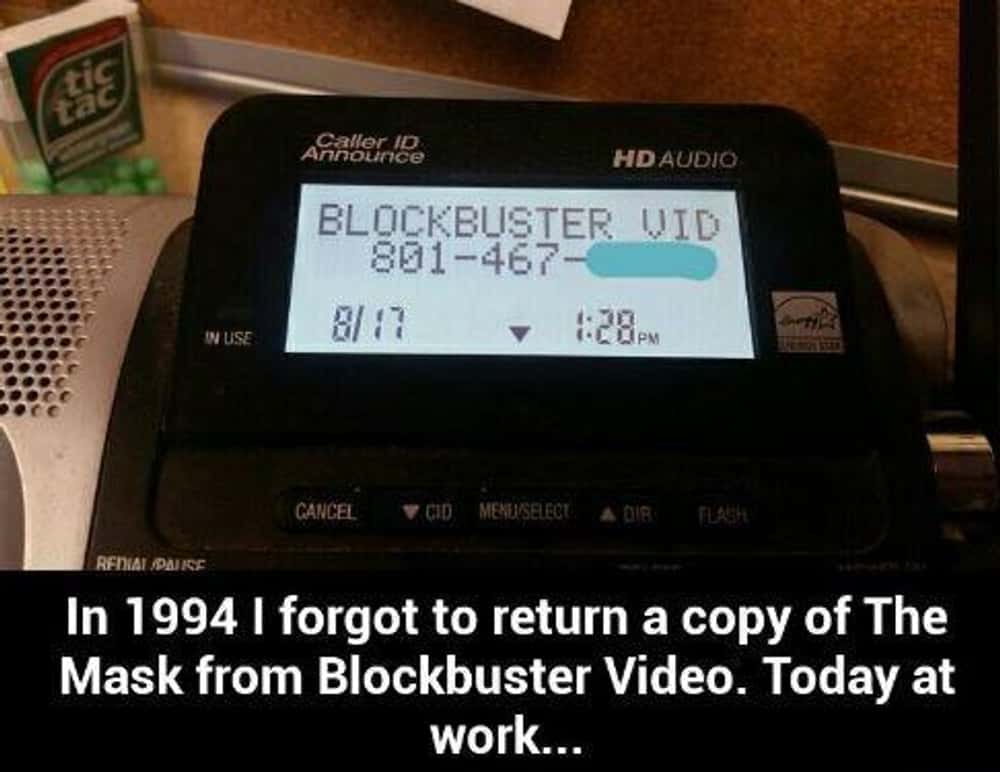 tic
tac
Caller ID
Announce
HD AUDIO
BLOCKBUSTER VID
801-467-
8/17
1:28 PM
IN USE
CANCEL
▼ CID
MENU/SELECT
▲ DIR
FLASH
REDIAL/PAUSE
In 1994 I forgot to return a copy of The
Mask from Blockbuster Video. Today at
work...